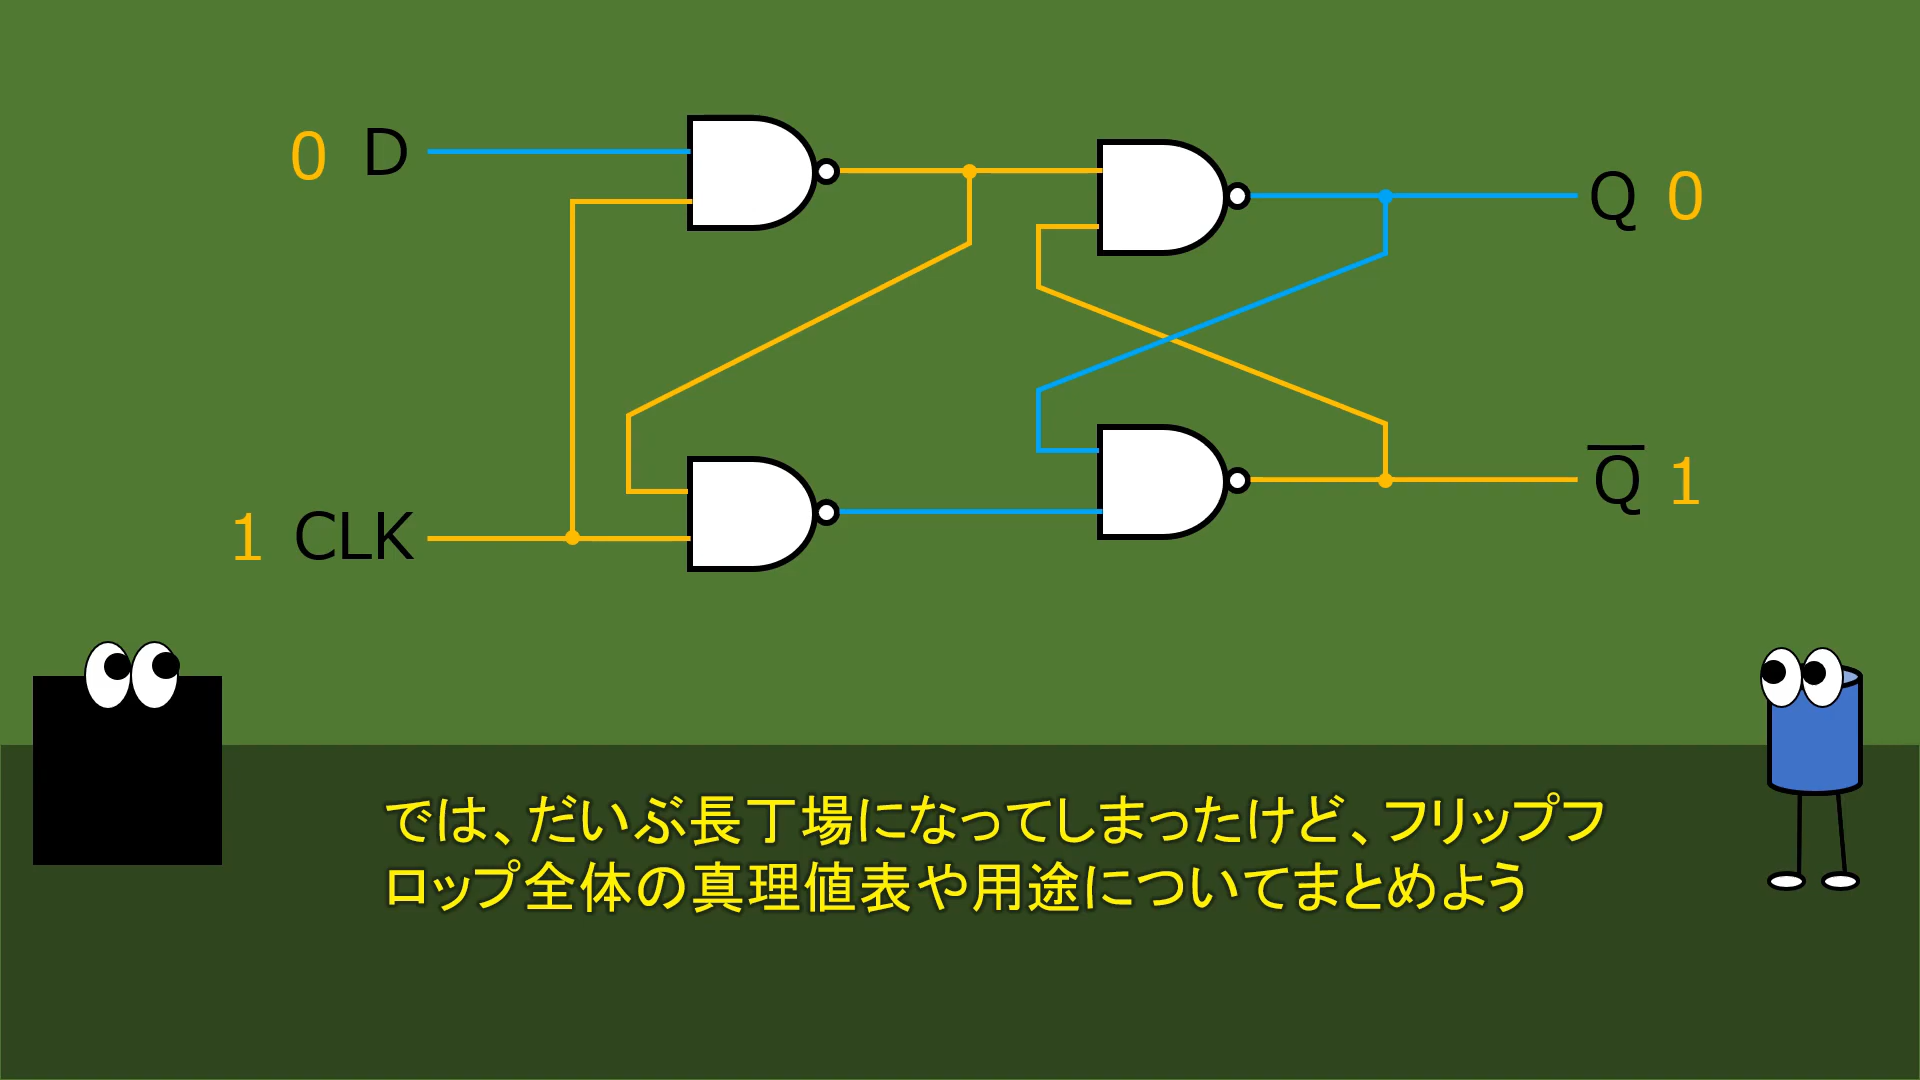 0 D
Q 0
1 CLK
Q̅ 1
では、だいぶ長丁場になってしまったけど、フリップフ
ロップ全体の真理値表や用途についてまとめよう